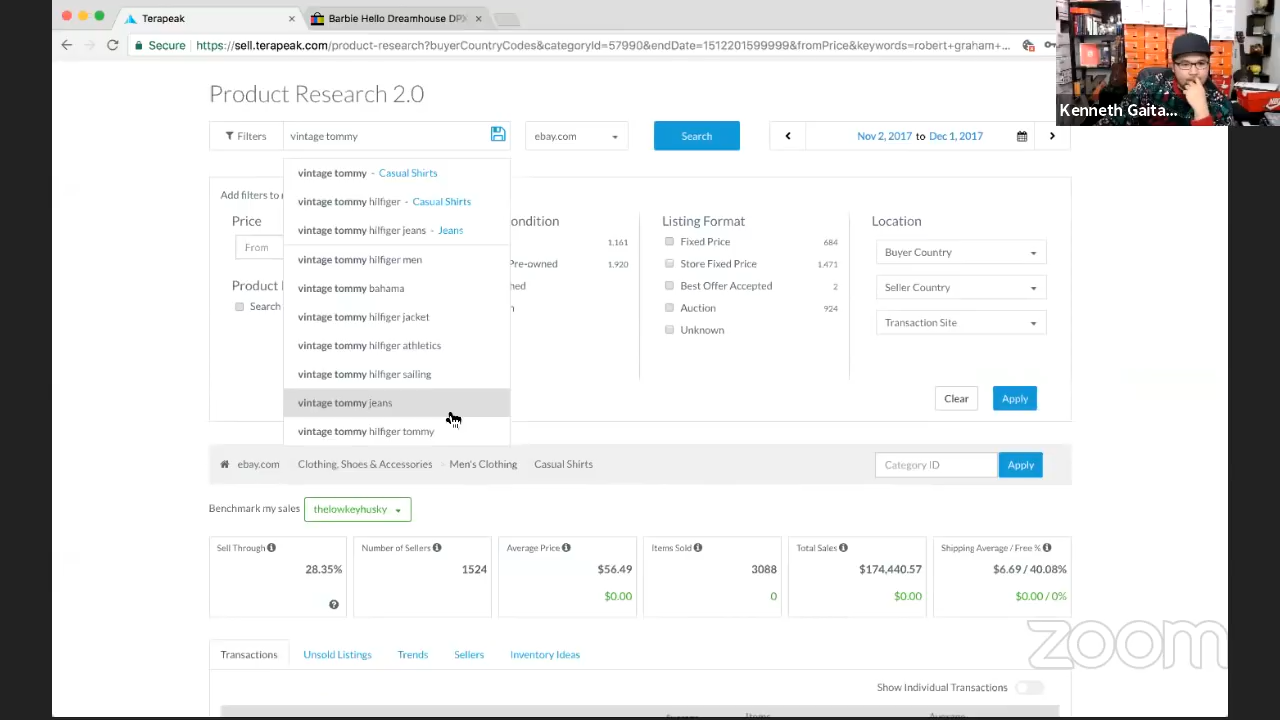 Terapeak
Barbie Hello Dreamhouse DPX
Secure
https://sell.terapeak.com/product-research?buyerCountryCodes&categoryId=57990&endDate=1512201599999&fromPrice&keywords=robert+graham+...
Kenneth Gaita...
Product Research 2.0
Filters
vintage tommy
ebay.com
Search
Nov 2, 2017 to Dec 1, 2017
vintage tommy - Casual Shirts
vintage tommy hilfiger - Casual Shirts
vintage tommy hilfiger jeans - Jeans
vintage tommy hilfiger men
vintage tommy bahama
vintage tommy hilfiger jacket
vintage tommy hilfiger athletics
vintage tommy hilfiger sailing
vintage tommy jeans
vintage tommy hilfiger tommy
Add filters to
Price
From
Product
Search
ondition
1,161
Pre-owned 1,920
ned
Listing Format
Fixed Price 684
Store Fixed Price 1,471
Best Offer Accepted 2
Auction 924
Unknown
Location
Buyer Country
Seller Country
Transaction Site
Clear
Apply
ebay.com Clothing, Shoes & Accessories Men's Clothing Casual Shirts
Category ID
Apply
Benchmark my sales thelowkeyhusky
Sell Through
28.35%
Number of Sellers
1524
Average Price
$56.49
$0.00
Items Sold
3088
0
Total Sales
$174,440.57
$0.00
Shipping Average / Free %
$6.69 / 40.08%
$0.00 / 0%
zoom
Transactions Unsold Listings Trends Sellers Inventory Ideas
Show Individual Transactions